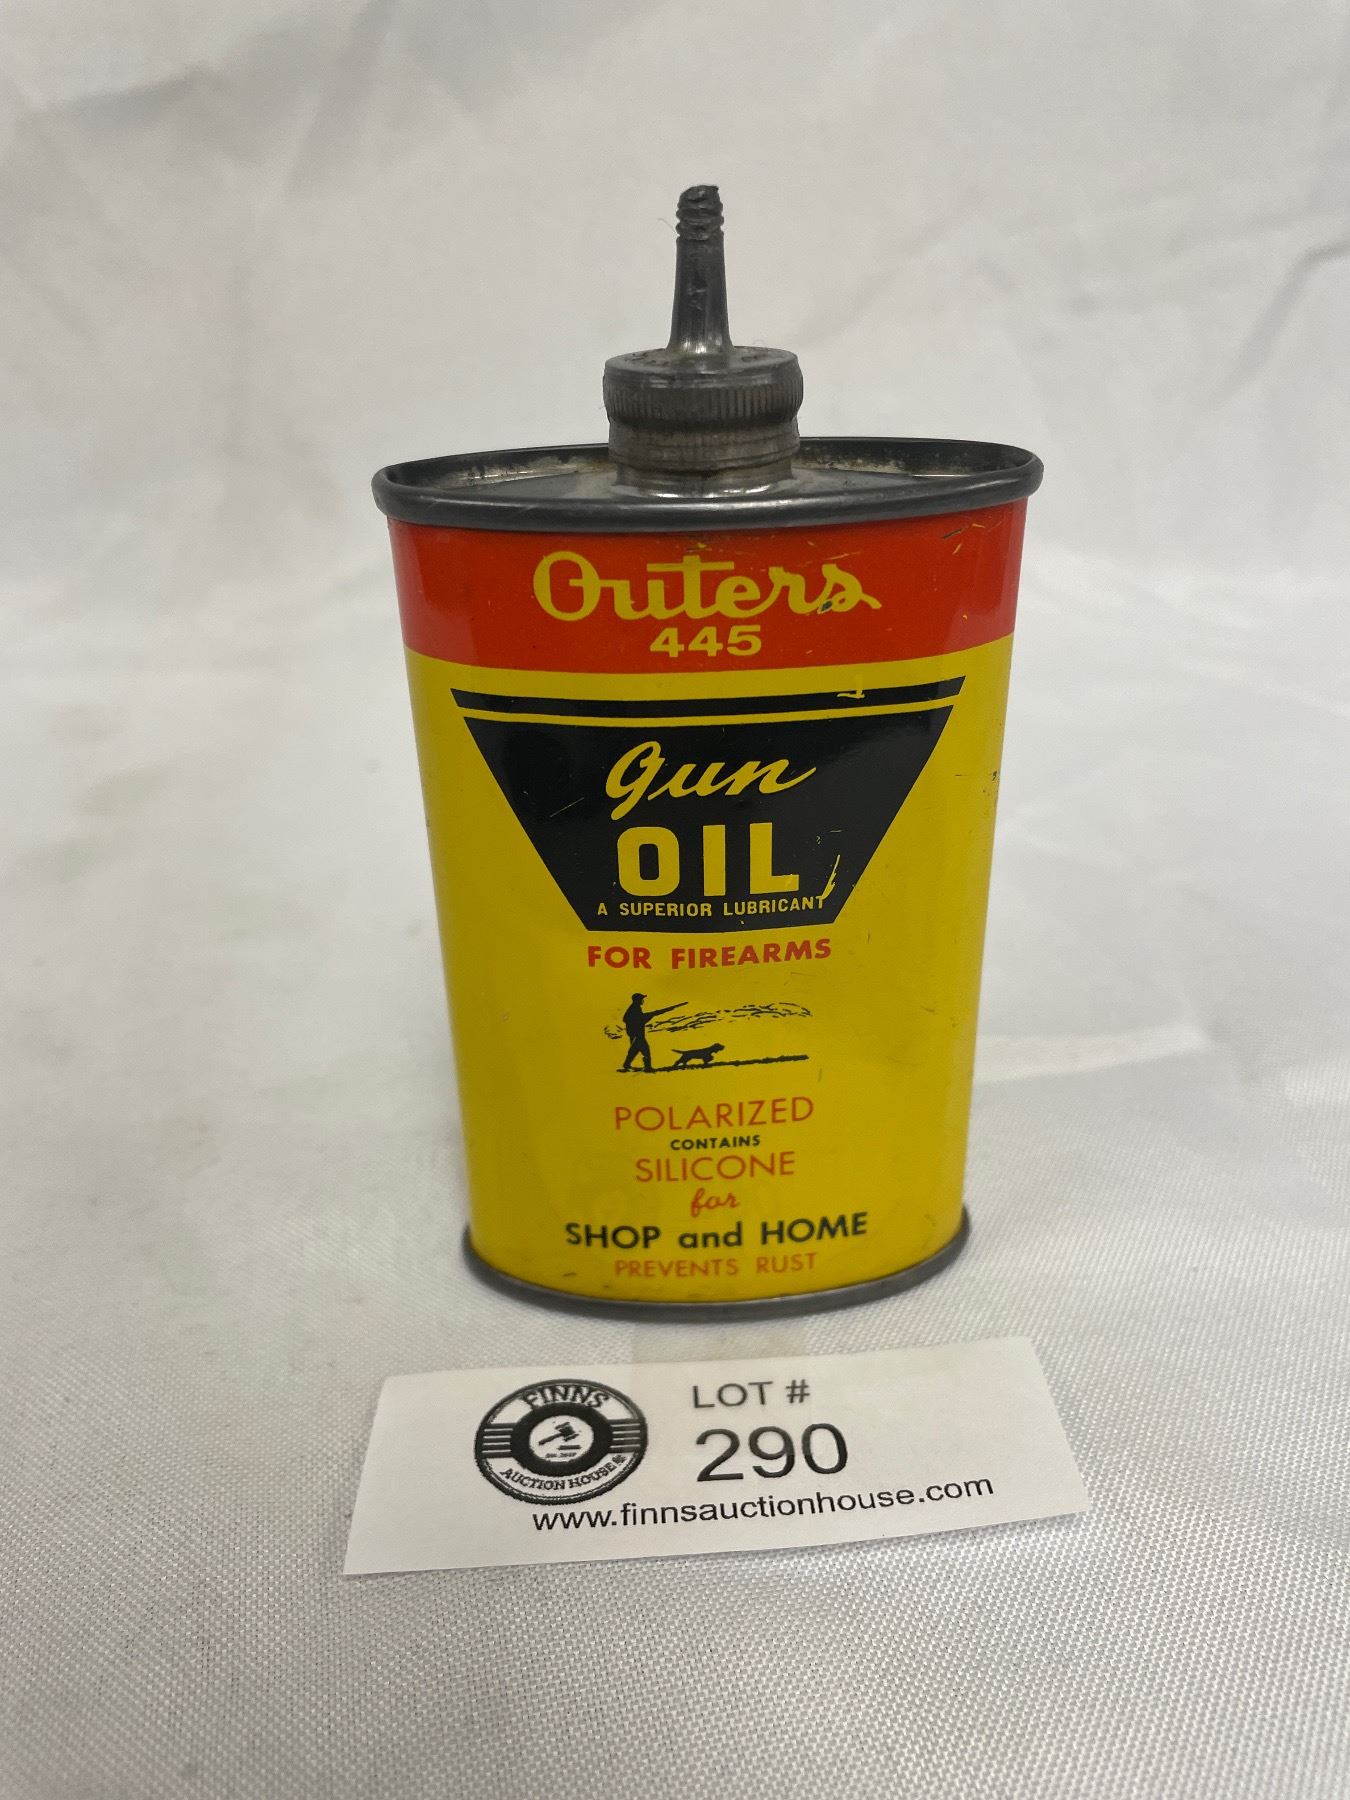 Outers
445
Gun
OIL
A SUPERIOR LUBRICANT
FOR FIREARMS
POLARIZED
CONTAINS
SILICONE
for
SHOP and HOME
PREVENTS RUST
FINNS
AUCTION HOUSE
LOT #
290
www.finnsauctionhouse.com